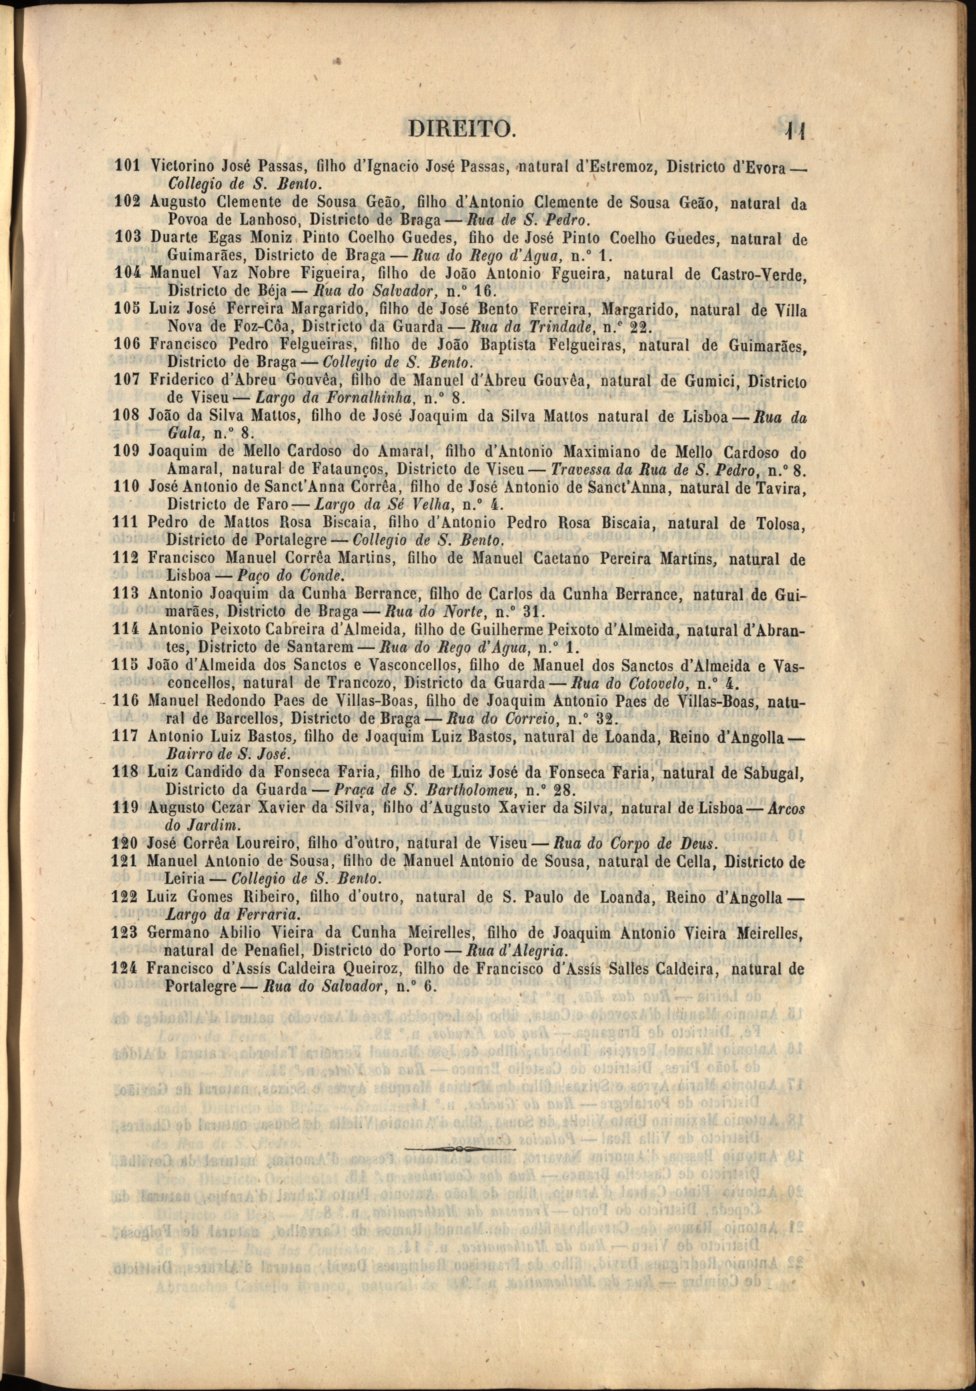 DIREITO. 11
101 Victorino José Passas, filho d'Ignacio José Passas, natural d'Estremoz, Districto d'Evora —
Collegio de S. Bento.
102 Augusto Clemente de Sousa Geão, filho d'Antonio Clemente de Sousa Geão, natural da
Povoa de Lanhoso, Districto de Braga — Rua de S. Pedro.
103 Duarte Egas Moniz Pinto Coelho Guedes, fiho de José Pinto Coelho Guedes, natural de
Guimarães, Districto de Braga — Rua do Rego d'Agua, n.º 1.
104 Manuel Vaz Nobre Figueira, filho de João Antonio Fgueira, natural de Castro-Verde,
Districto de Béja — Rua do Salvador, n.º 16.
105 Luiz José Ferreira Margarido, filho de José Bento Ferreira, Margarido, natural de Villa
Nova de Foz-Côa, Districto da Guarda — Rua da Trindade, n.º 22.
106 Francisco Pedro Felgueiras, filho de João Baptista Felgueiras, natural de Guimarães,
Districto de Braga — Collegio de S. Bento.
107 Friderico d'Abreu Gouvêa, filho de Manuel d'Abreu Gouvêa, natural de Gumici, Districto
de Viseu — Largo da Fornalhinha, n.º 8.
108 João da Silva Mattos, filho de José Joaquim da Silva Mattos natural de Lisboa — Rua da
Gala, n.º 8.
109 Joaquim de Mello Cardoso do Amaral, filho d'Antonio Maximiano de Mello Cardoso do
Amaral, natural de Fataunços, Districto de Viseu — Travessa da Rua de S. Pedro, n.º 8.
110 José Antonio de Sanct'Anna Corrêa, filho de José Antonio de Sanct'Anna, natural de Tavira,
Districto de Faro — Largo da Sé Velha, n.º 4.
111 Pedro de Mattos Rosa Biscaia, filho d'Antonio Pedro Rosa Biscaia, natural de Tolosa,
Districto de Portalegre — Collegio de S. Bento.
112 Francisco Manuel Corrêa Martins, filho de Manuel Caetano Pereira Martins, natural de
Lisboa — Paço do Conde.
113 Antonio Joaquim da Cunha Berrance, filho de Carlos da Cunha Berrance, natural de Gui-
marães, Districto de Braga — Rua do Norte, n.º 31.
114 Antonio Peixoto Cabreira d'Almeida, filho de Guilherme Peixoto d'Almeida, natural d'Abran-
tes, Districto de Santarem — Rua do Rego d'Agua, n.º 1.
115 João d'Almeida dos Sanctos e Vasconcellos, filho de Manuel dos Sanctos d'Almeida e Vas-
concellos, natural de Trancozo, Districto da Guarda — Rua do Cotovelo, n.º 4.
116 Manuel Redondo Paes de Villas-Boas, filho de Joaquim Antonio Paes de Villas-Boas, natu-
ral de Barcellos, Districto de Braga — Rua do Correio, n.º 32.
117 Antonio Luiz Bastos, filho de Joaquim Luiz Bastos, natural de Loanda, Reino d'Angolla —
Bairro de S. José.
118 Luiz Candido da Fonseca Faria, filho de Luiz José da Fonseca Faria, natural de Sabugal,
Districto da Guarda — Praça de S. Bartholomeu, n.º 28.
119 Augusto Cezar Xavier da Silva, filho d'Augusto Xavier da Silva, natural de Lisboa — Arcos
do Jardim.
120 José Corrêa Loureiro, filho d'outro, natural de Viseu — Rua do Corpo de Deus.
121 Manuel Antonio de Sousa, filho de Manuel Antonio de Sousa, natural de Cella, Districto de
Leiria — Collegio de S. Bento.
122 Luiz Gomes Ribeiro, filho d'outro, natural de S. Paulo de Loanda, Reino d'Angolla —
Largo da Ferraria.
123 Germano Abilio Vieira da Cunha Meirelles, filho de Joaquim Antonio Vieira Meirelles,
natural de Penafiel, Districto do Porto — Rua d'Alegria.
124 Francisco d'Assís Caldeira Queiroz, filho de Francisco d'Assís Salles Caldeira, natural de
Portalegre — Rua do Salvador, n.º 6.